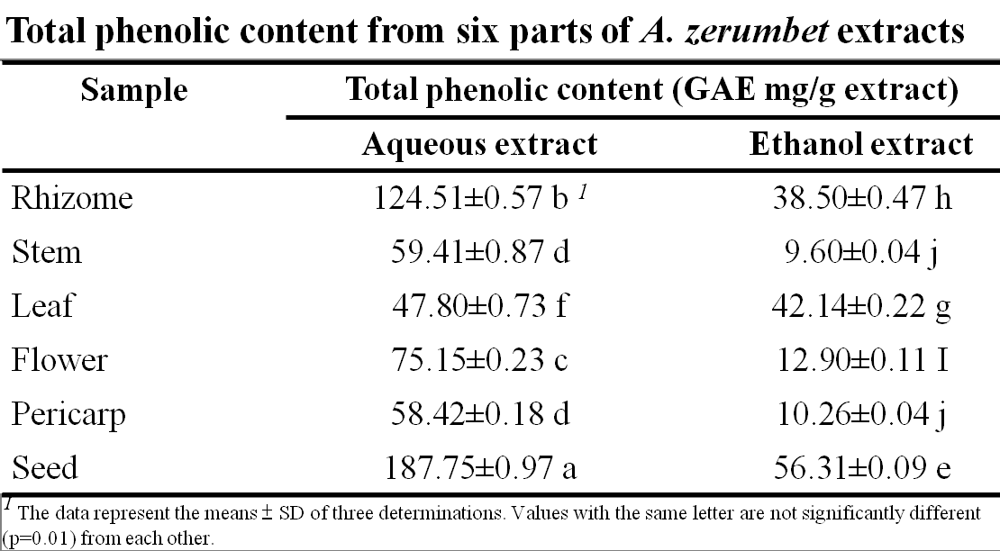 Total phenolic content from six parts of A. zerumbet extracts
Sample Total phenolic content (GAE mg/g extract)
Aqueous extract Ethanol extract
Rhizome 124.51±0.57 b 1 38.50±0.47 h
Stem 59.41±0.87 d 9.60±0.04 j
Leaf 47.80±0.73 f 42.14±0.22 g
Flower 75.15±0.23 c 12.90±0.11 I
Pericarp 58.42±0.18 d 10.26±0.04 j
Seed 187.75±0.97 a 56.31±0.09 e
1 The data represent the means ± SD of three determinations. Values with the same letter are not significantly different
(p=0.01) from each other.